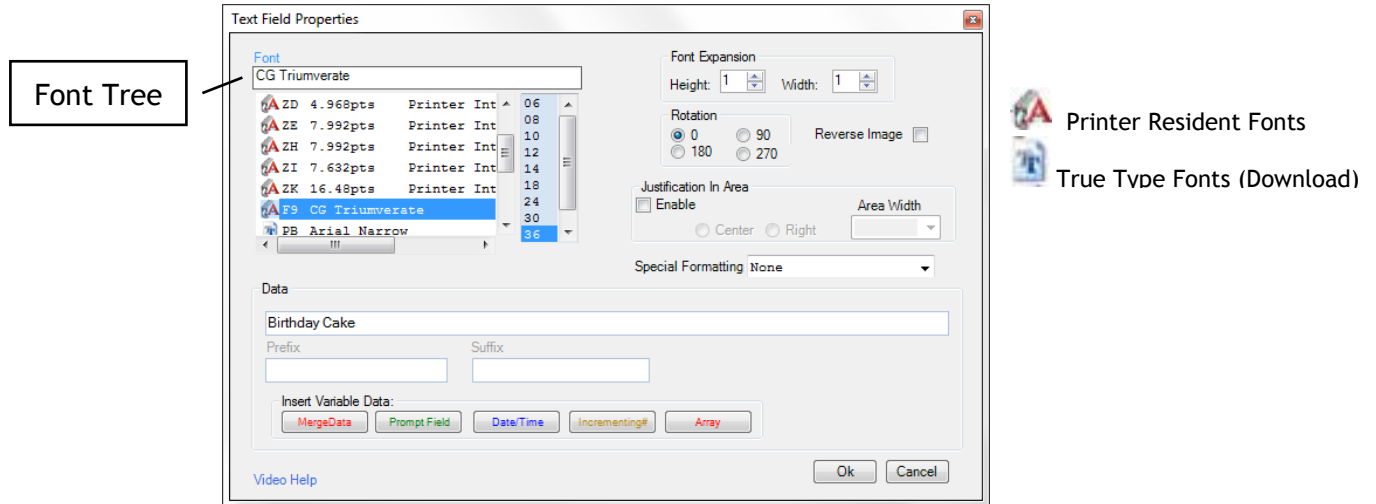 Text Field Properties
Font
CG Triumverate
Font Tree
ZD 4.968pts Printer Int
ZE 7.992pts Printer Int
ZH 7.992pts Printer Int
ZI 7.632pts Printer Int
ZK 16.48pts Printer Int
F9 CG Triumverate
PB Arial Narrow
06
08
10
12
14
18
24
30
36
Font Expansion
Height: 1 Width: 1
Rotation
0 90
180 270
Reverse Image
Justification In Area
Enable
Area Width
Center Right
Special Formatting None
Printer Resident Fonts
True Type Fonts (Download)
Data
Birthday Cake
Prefix Suffix
Insert Variable Data:
MergeData Prompt Field Date/Time Incrementing# Array
Ok Cancel
Video Help